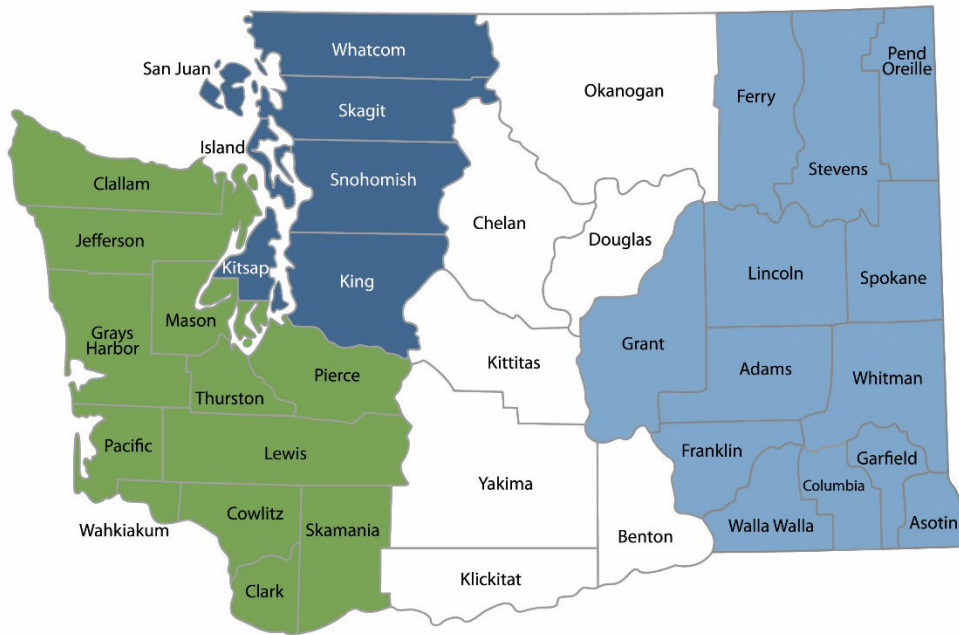 Whatcom
San Juan
Skagit
Island
Snohomish
Clallam
Jefferson
Kitsap
King
Mason
Grays
Harbor
Pierce
Thurston
Pacific
Lewis
Wahkiakum
Cowlitz
Skamania
Clark
Okanogan
Chelan
Douglas
Kittitas
Yakima
Benton
Klickitat
Ferry
Pend
Oreille
Stevens
Lincoln
Spokane
Grant
Adams
Whitman
Franklin
Garfield
Columbia
Walla Walla
Asotin